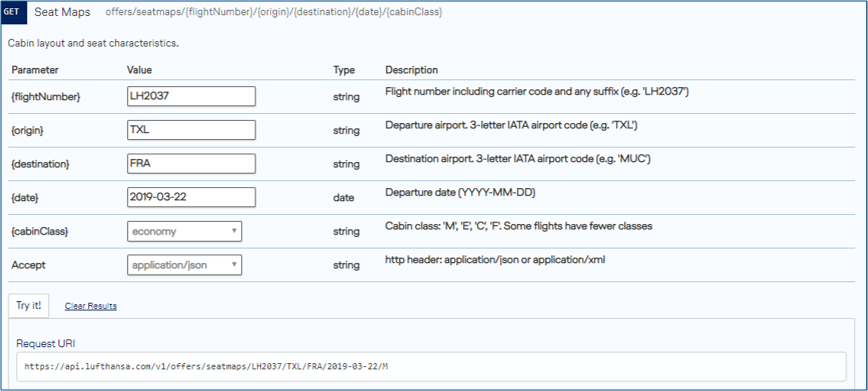 GET Seat Maps offers/seatmaps/{flightNumber}/{origin}/{destination}/{date}/{cabinClass}
Cabin layout and seat characteristics.
Parameter Value Type Description
{flightNumber} LH2037 string Flight number including carrier code and any suffix (e.g. 'LH2037')
{origin} TXL string Departure airport. 3-letter IATA airport code (e.g. 'TXL')
{destination} FRA string Destination airport. 3-letter IATA airport code (e.g. 'MUC')
{date} 2019-03-22 date Departure date (YYYY-MM-DD)
{cabinClass} economy string Cabin class: 'M', 'E', 'C', 'F'. Some flights have fewer classes
Accept application/json string http header: application/json or application/xml
Try it! Clear Results
Request URI
https://api.lufthansa.com/v1/offers/seatmaps/LH2037/TXL/FRA/2019-03-22/M